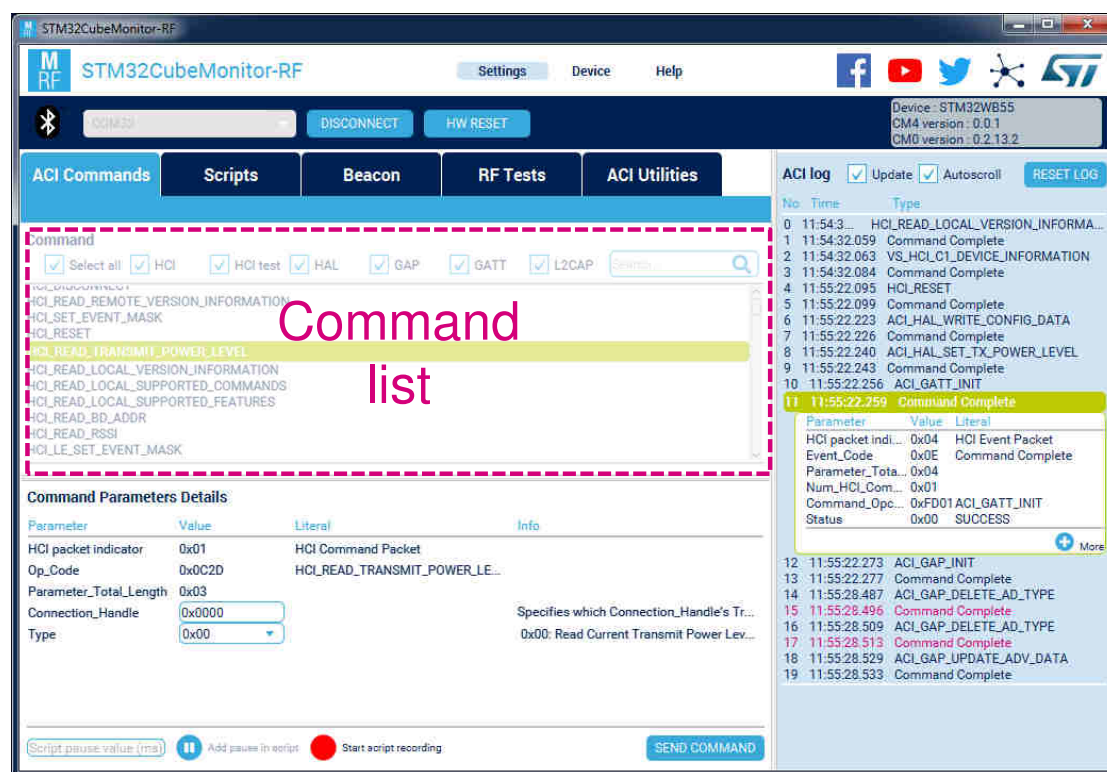 STM32CubeMonitor-RF
M
RF
STM32CubeMonitor-RF
Settings Device Help
COM33
DISCONNECT
HW RESET
Device : STM32WB55
CM4 version : 0.0.1
CM0 version : 0.2.13.2
ACI Commands Scripts Beacon RF Tests ACI Utilities
Command
Select all HCI HCI test HAL GAP GATT L2CAP Search...
HCI_DISCONNECT
HCI_READ_REMOTE_VERSION_INFORMATION
HCI_SET_EVENT_MASK
HCI_RESET
HCI_READ_TRANSMIT_POWER_LEVEL
HCI_READ_LOCAL_VERSION_INFORMATION
HCI_READ_LOCAL_SUPPORTED_COMMANDS
HCI_READ_LOCAL_SUPPORTED_FEATURES
HCI_READ_BD_ADDR
HCI_READ_RSSI
HCI_LE_SET_EVENT_MASK
Command
list
Command Parameters Details
Parameter Value Literal Info
HCI packet indicator 0x01 HCI Command Packet
Op_Code 0x0C2D HCI_READ_TRANSMIT_POWER_LE...
Parameter_Total_Length 0x03
Connection_Handle 0x0000 Specifies which Connection_Handle's Tr...
Type 0x00 0x00: Read Current Transmit Power Lev...
Script pause value (ms) Add pause in script Start script recording SEND COMMAND
ACI log Update Autoscroll RESET LOG
No Time Type
0 11:54:3... HCI_READ_LOCAL_VERSION_INFORMA...
1 11:54:32.059 Command Complete
2 11:54:32.063 VS_HCI_C1_DEVICE_INFORMATION
3 11:54:32.084 Command Complete
4 11:55:22.095 HCI_RESET
5 11:55:22.099 Command Complete
6 11:55:22.223 ACI_HAL_WRITE_CONFIG_DATA
7 11:55:22.226 Command Complete
8 11:55:22.240 ACI_HAL_SET_TX_POWER_LEVEL
9 11:55:22.243 Command Complete
10 11:55:22.256 ACI_GATT_INIT
11 11:55:22.259 Command Complete
Parameter Value Literal
HCI packet indi... 0x04 HCI Event Packet
Event_Code 0x0E Command Complete
Parameter_Tota... 0x04
Num_HCI_Com... 0x01
Command_Opc... 0xFD01 ACI_GATT_INIT
Status 0x00 SUCCESS
More
12 11:55:22.273 ACI_GAP_INIT
13 11:55:22.277 Command Complete
14 11:55:28.487 ACI_GAP_DELETE_AD_TYPE
15 11:55:28.496 Command Complete
16 11:55:28.509 ACI_GAP_DELETE_AD_TYPE
17 11:55:28.513 Command Complete
18 11:55:28.529 ACI_GAP_UPDATE_ADV_DATA
19 11:55:28.533 Command Complete